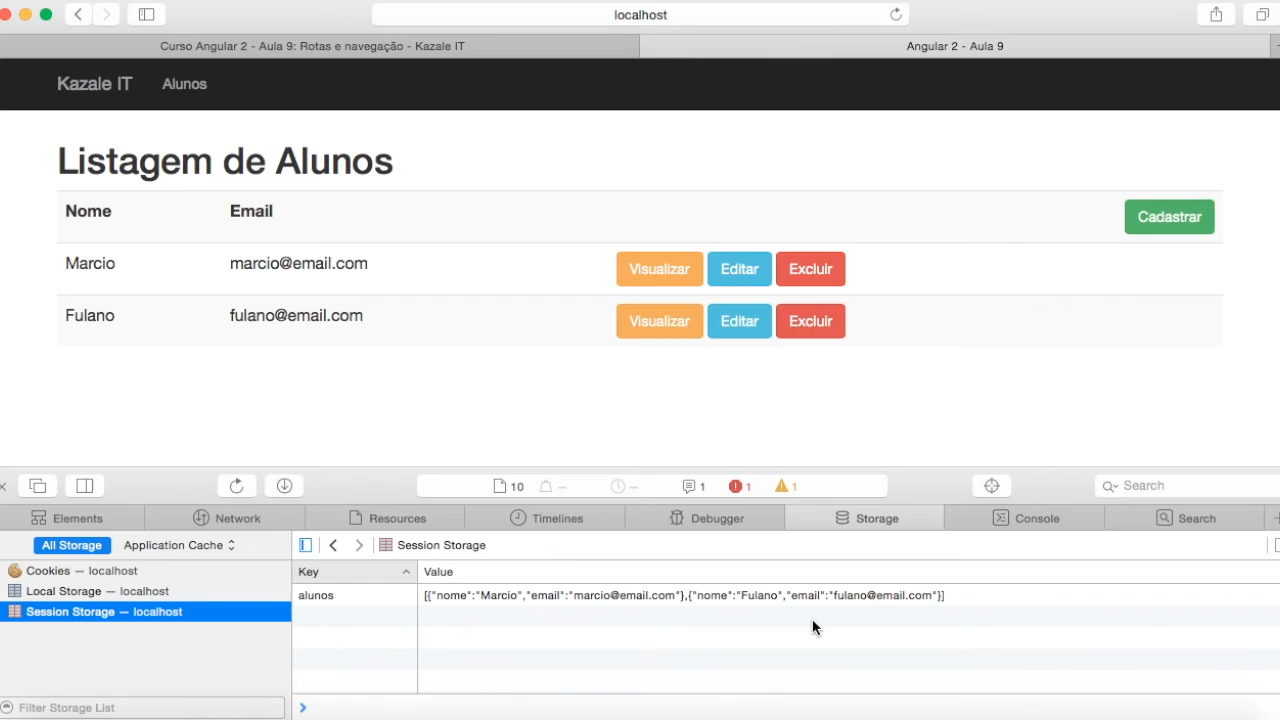 localhost
Curso Angular 2 - Aula 9: Rotas e navegação - Kazale IT
Angular 2 - Aula 9
Kazale IT
Alunos
Listagem de Alunos
Nome Email Cadastrar
Marcio marcio@email.com Visualizar Editar Excluir
Fulano fulano@email.com Visualizar Editar Excluir
10 – – 1 1 1 Search
Elements Network Resources Timelines Debugger Storage Console Search
All Storage Application Cache Session Storage
Cookies — localhost
Local Storage — localhost
Session Storage — localhost
Key Value
alunos [{"nome":"Marcio","email":"marcio@email.com"},{"nome":"Fulano","email":"fulano@email.com"}]
Filter Storage List